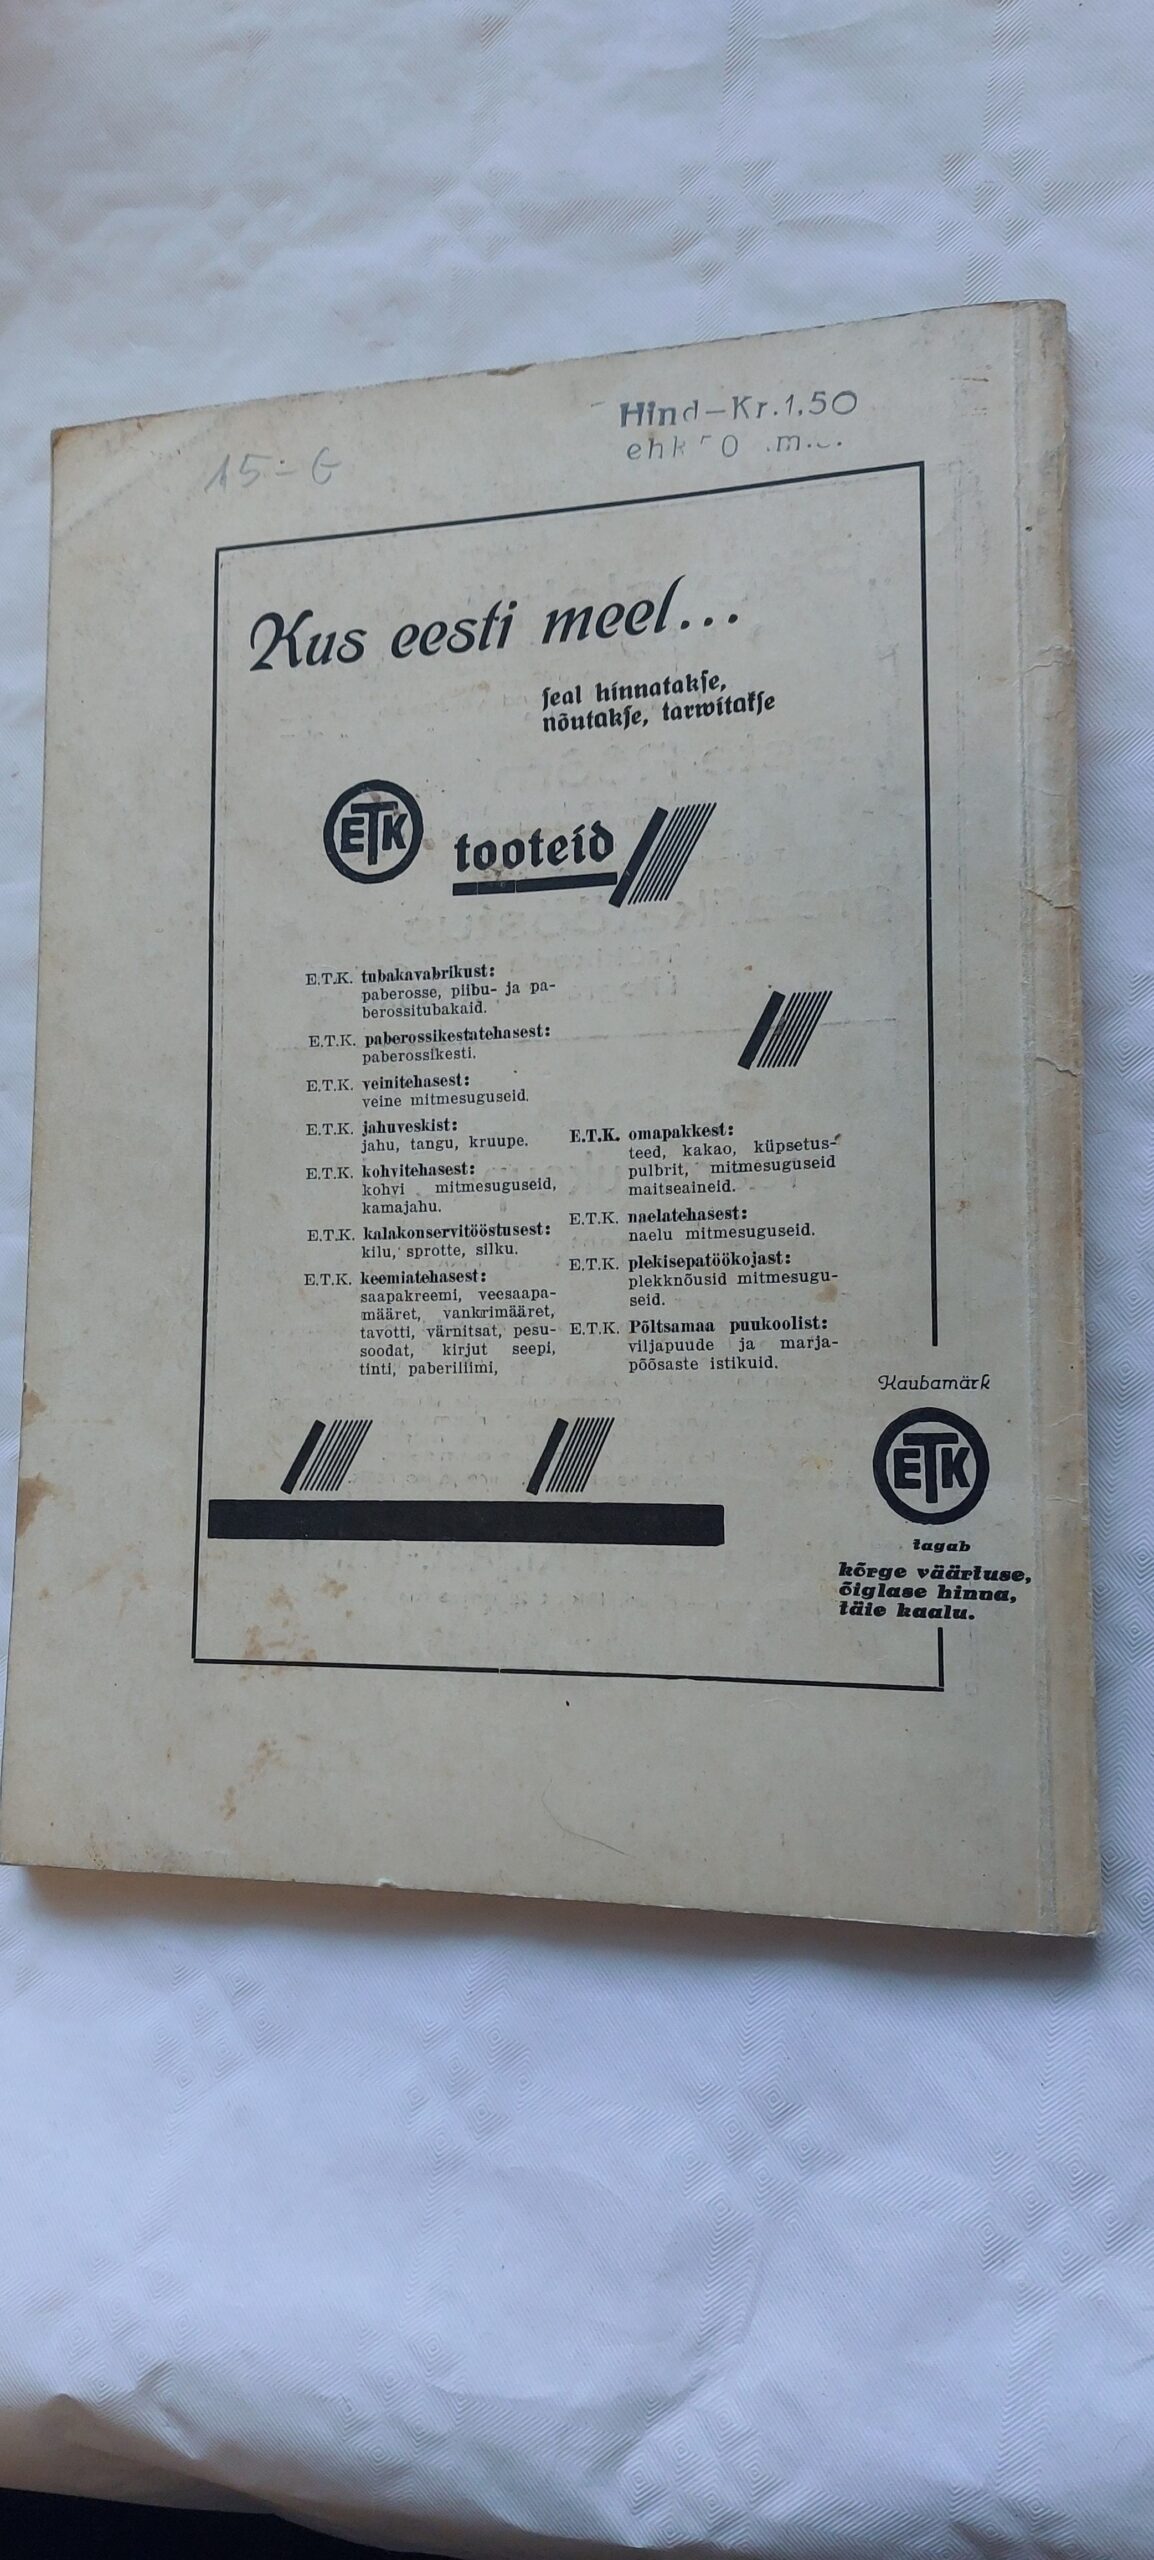 Hind-Kr.1.50
15 - 6
Kus eesti meel...
ſeal hinnatakſe,
nõutakſe, tarwitakſe
ETK tooteid
E.T.K. tubakavabrikust:
paberosse, piibu- ja pa-
berossitubakaid.
E.T.K. paberossikestatehasest:
paberossikesti.
E.T.K. veinitehasest:
veine mitmesuguseid.
E.T.K. jahuveskist:
jahu, tangu, kruupe.
E.T.K. kohvitehasest:
kohvi mitmesuguseid,
kamajahu.
E.T.K. kalakonservitööstusest:
kilu, sprotte, silku.
E.T.K. keemiatehasest:
saapakreemi, veesaapa-
määret, vankrimääret,
tavotti, värnitsat, pesu-
soodat, kirjut seepi,
tinti, paberiliimi,
E.T.K. omapakkest:
teed, kakao, küpsetus-
pulbrit, mitmesuguseid
maitseaineid.
E.T.K. naelatehasest:
naelu mitmesuguseid.
E.T.K. plekisepatöökojast:
plekknõusid mitmesugu-
seid.
E.T.K. Põltsamaa puukoolist:
viljapuude ja marja-
põõsaste istikuid.
Kaubamärk
ETK
tagab
kõrge väärtuse,
õiglase hinna,
täie kaalu.